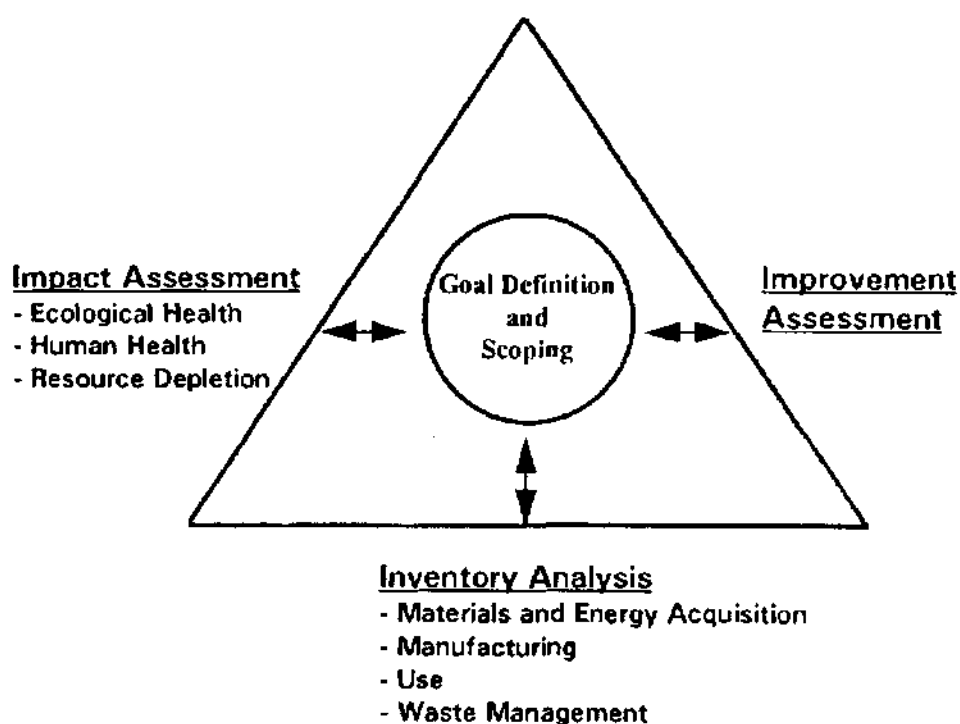 Goal Definition
and
Scoping
Impact Assessment
- Ecological Health
- Human Health
- Resource Depletion
Improvement
Assessment
Inventory Analysis
- Materials and Energy Acquisition
- Manufacturing
- Use
- Waste Management